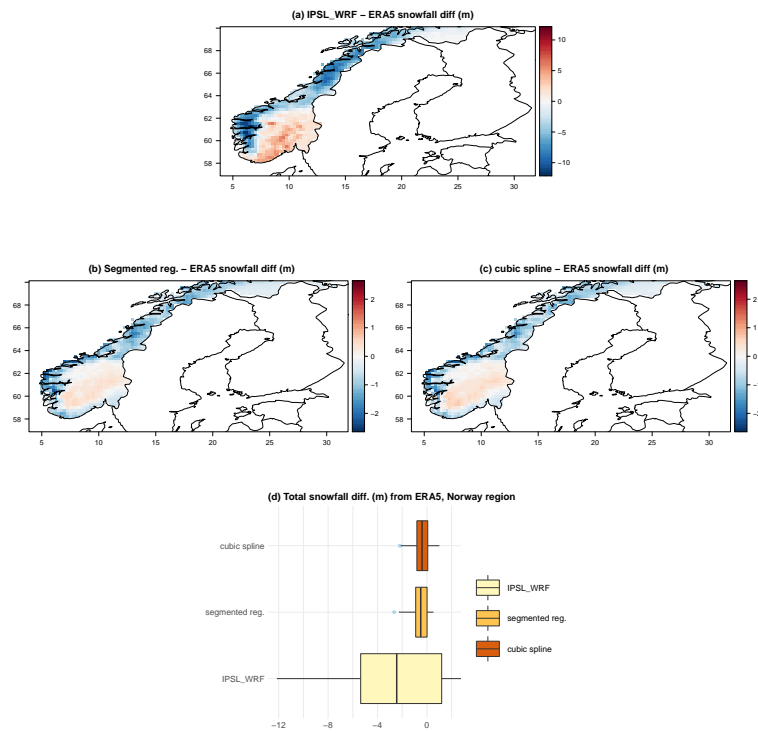 (a) IPSL_WRF − ERA5 snowfall diff (m)
68
66
64
62
60
58
5 10 15 20 25 30
10
5
0
−5
−10
(b) Segmented reg. − ERA5 snowfall diff (m)
68
66
64
62
60
58
5 10 15 20 25 30
2
1
0
−1
−2
(c) cubic spline − ERA5 snowfall diff (m)
68
66
64
62
60
58
5 10 15 20 25 30
2
1
0
−1
(d) Total snowfall diff. (m) from ERA5, Norway region
cubic spline
segmented reg.
IPSL_WRF
−12 −8 −4 0
IPSL_WRF
segmented reg.
cubic spline